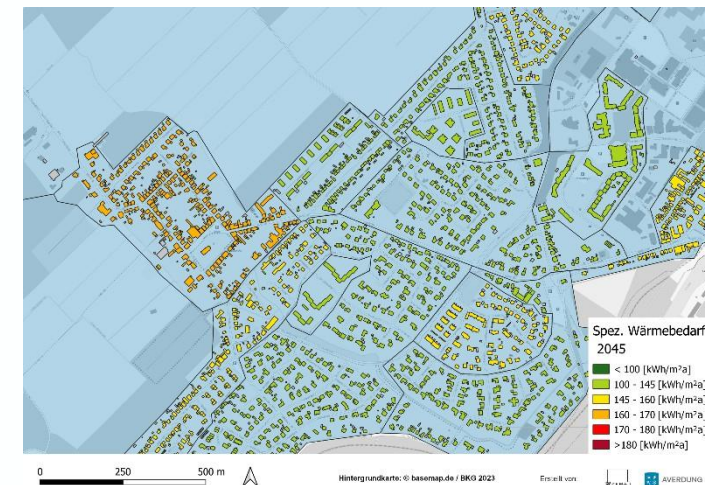 Spez. Wärmebedarf
2045
< 100 [kWh/m²a]
100 - 145 [kWh/m²a]
145 - 160 [kWh/m²a]
160 - 170 [kWh/m²a]
170 - 180 [kWh/m²a]
>180 [kWh/m²a]
0 250 500 m
Hintergrundkarte: © basemap.de / BKG 2023
Erstellt von:
AVERDUNG